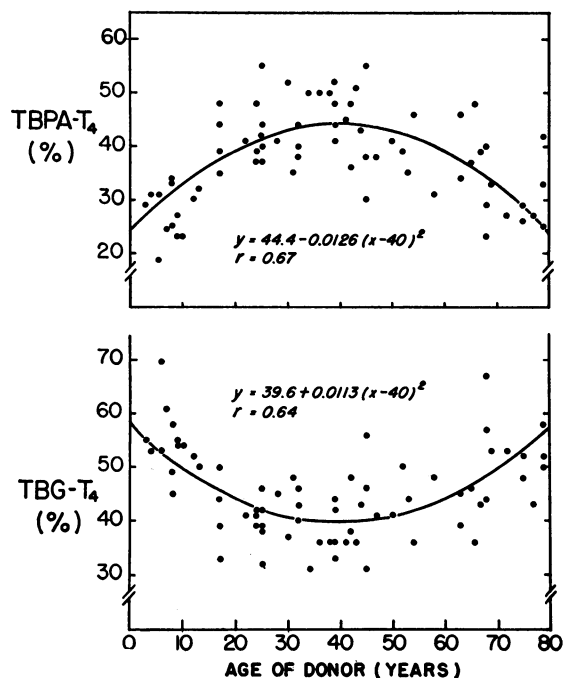 60
50
TBPA-T₄
(%)
40
30
20
y = 44.4-0.0126 (x-40)²
r = 0.67
70
60
50
TBG-T₄
(%)
40
30
y = 39.6+0.0113 (x-40)²
r = 0.64
0 10 20 30 40 50 60 70 80
AGE OF DONOR (YEARS)